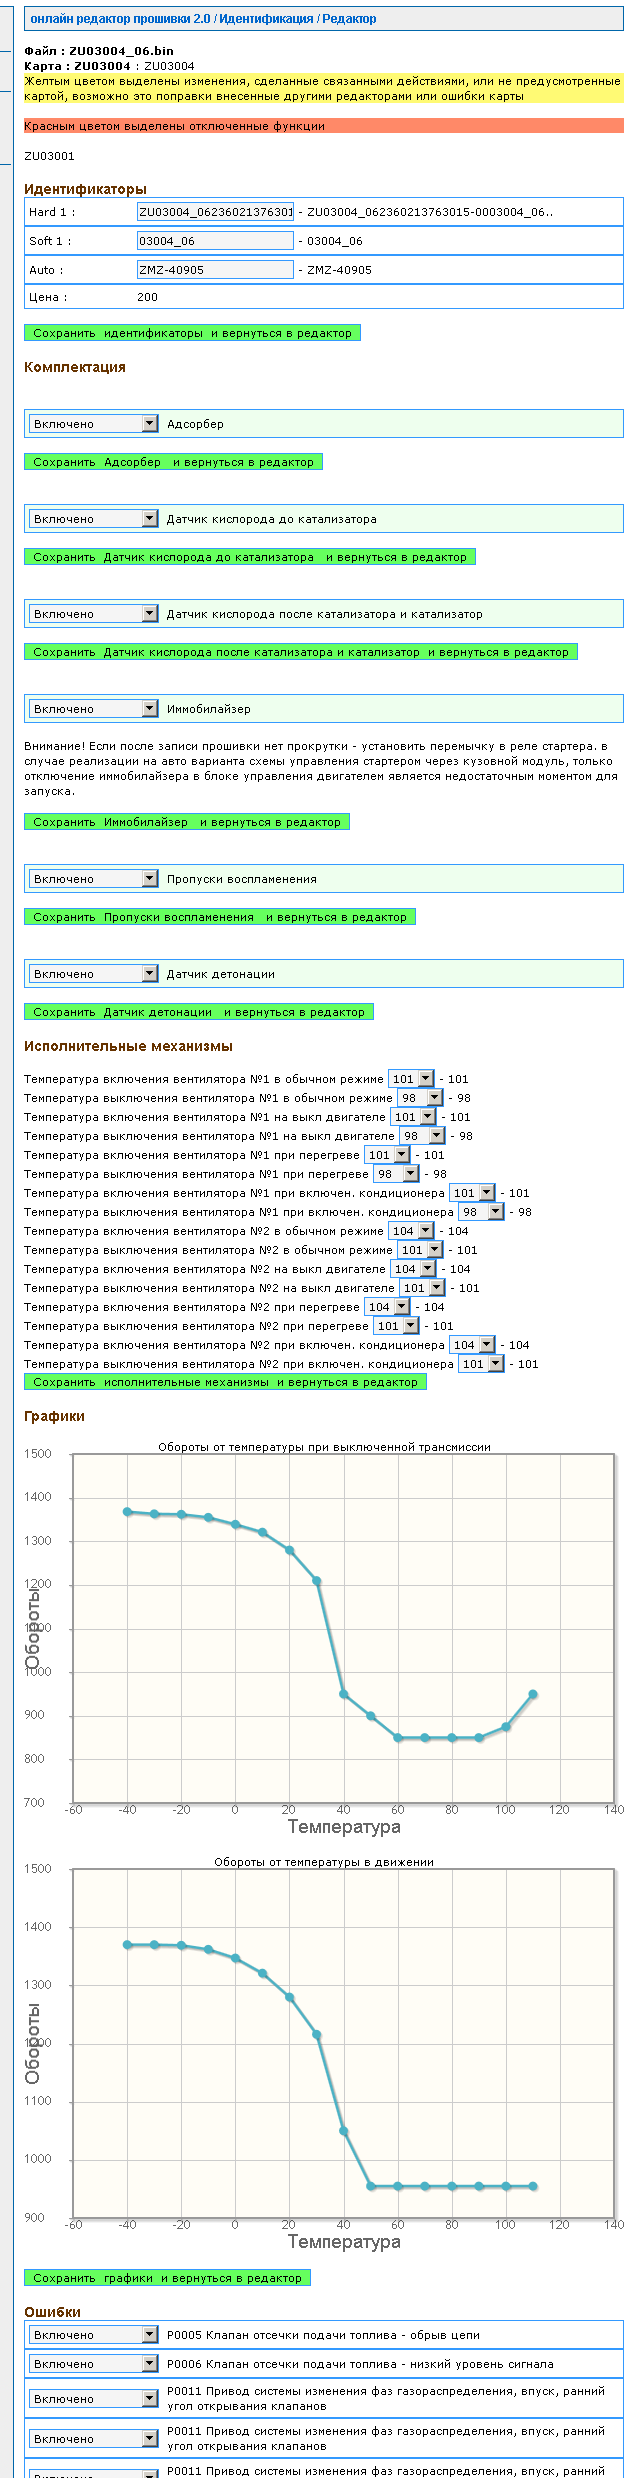 онлайн редактор прошивки 2.0 / Идентификация / Редактор
Файл : ZU03004_06.bin
Карта : ZU03004 : ZU03004
Желтым цветом выделены изменения, сделанные связанными действиями, или не предусмотренные
картой, возможно это поправки внесенные другими редакторами или ошибки карты
Красным цветом выделены отключенные функции
ZU03001
Идентификаторы
Hard 1 : ZU03004_06236021376301 - ZU03004_062360213763015-0003004_06..
Soft 1 : 03004_06 - 03004_06
Auto : ZMZ-40905 - ZMZ-40905
Цена : 200
Сохранить идентификаторы и вернуться в редактор
Комплектация
Включено Адсорбер
Сохранить Адсорбер и вернуться в редактор
Включено Датчик кислорода до катализатора
Сохранить Датчик кислорода до катализатора и вернуться в редактор
Включено Датчик кислорода после катализатора и катализатор
Сохранить Датчик кислорода после катализатора и катализатор и вернуться в редактор
Включено Иммобилайзер
Внимание! Если после записи прошивки нет прокрутки - установить перемычку в реле стартера. в
случае реализации на авто варианта схемы управления стартером через кузовной модуль, только
отключение иммобилайзера в блоке управления двигателем является недостаточным моментом для
запуска.
Сохранить Иммобилайзер и вернуться в редактор
Включено Пропуски воспламенения
Сохранить Пропуски воспламенения и вернуться в редактор
Включено Датчик детонации
Сохранить Датчик детонации и вернуться в редактор
Исполнительные механизмы
Температура включения вентилятора №1 в обычном режиме 101 - 101
Температура выключения вентилятора №1 в обычном режиме 98 - 98
Температура включения вентилятора №1 на выкл двигателе 101 - 101
Температура выключения вентилятора №1 на выкл двигателе 98 - 98
Температура включения вентилятора №1 при перегреве 101 - 101
Температура выключения вентилятора №1 при перегреве 98 - 98
Температура включения вентилятора №1 при включен. кондиционера 101 - 101
Температура выключения вентилятора №1 при включен. кондиционера 98 - 98
Температура включения вентилятора №2 в обычном режиме 104 - 104
Температура выключения вентилятора №2 в обычном режиме 101 - 101
Температура включения вентилятора №2 на выкл двигателе 104 - 104
Температура выключения вентилятора №2 на выкл двигателе 101 - 101
Температура включения вентилятора №2 при перегреве 104 - 104
Температура выключения вентилятора №2 при перегреве 101 - 101
Температура включения вентилятора №2 при включен. кондиционера 104 - 104
Температура выключения вентилятора №2 при включен. кондиционера 101 - 101
Сохранить исполнительные механизмы и вернуться в редактор
Графики
Обороты от температуры при выключенной трансмиссии
1500
1400
1300
1200
1100
1000
900
800
700
Обороты
-60 -40 -20 0 20 40 60 80 100 120 140
Температура
Обороты от температуры в движении
1500
1400
1300
1200
1100
1000
900
Обороты
-60 -40 -20 0 20 40 60 80 100 120 140
Температура
Сохранить графики и вернуться в редактор
Ошибки
Включено P0005 Клапан отсечки подачи топлива - обрыв цепи
Включено P0006 Клапан отсечки подачи топлива - низкий уровень сигнала
Включено P0011 Привод системы изменения фаз газораспределения, впуск, ранний
угол открывания клапанов
Включено P0011 Привод системы изменения фаз газораспределения, впуск, ранний
угол открывания клапанов
Включено P0011 Привод системы изменения фаз газораспределения, впуск, ранний